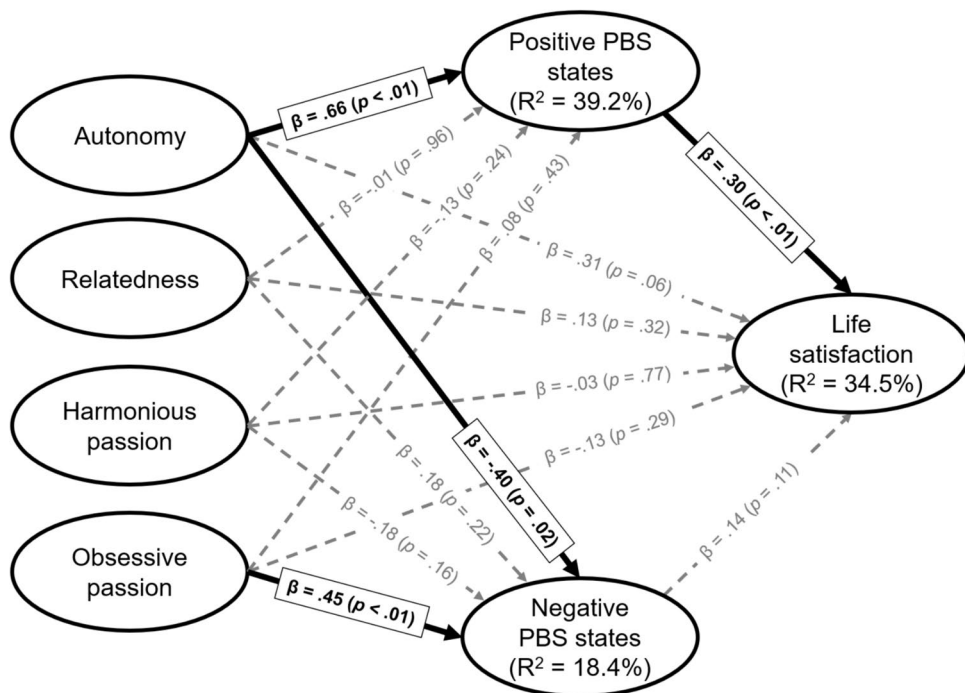 Positive PBS
states
(R² = 39.2%)
Autonomy
β = .66 (p < .01)
β = -.01 (p = .96)
β = -.13 (p = .24)
β = .08 (p = .43)
β = .30 (p < .01)
Relatedness
β = .31 (p = .06)
β = .13 (p = .32)
Life
satisfaction
(R² = 34.5%)
Harmonious
passion
β = -.03 (p = .77)
β = -.13 (p = .29)
β = -.40 (p = .02)
β = .18 (p = .22)
β = -.18 (p = .16)
β = .14 (p = .11)
Obsessive
passion
β = .45 (p < .01)
Negative
PBS states
(R² = 18.4%)